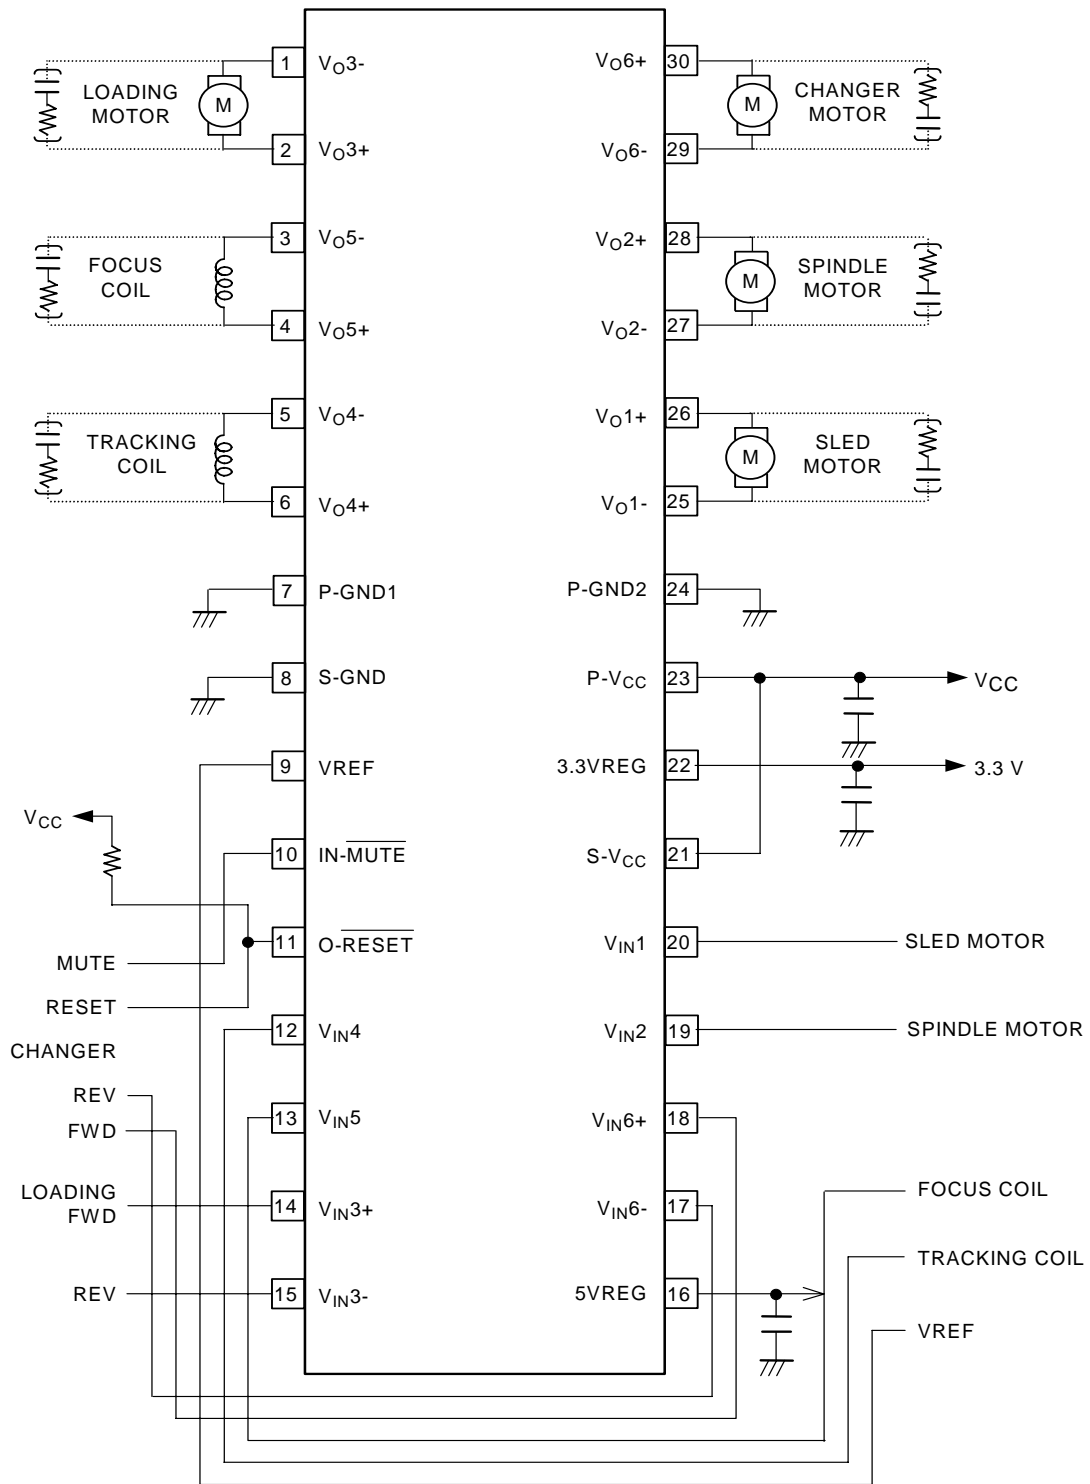 1 VO3- VO6+ 30
LOADING MOTOR M M CHANGER MOTOR
2 VO3+ VO6- 29
3 VO5- VO2+ 28
FOCUS COIL M SPINDLE MOTOR
4 VO5+ VO2- 27
5 VO4- VO1+ 26
TRACKING COIL M SLED MOTOR
6 VO4+ VO1- 25
7 P-GND1 P-GND2 24
8 S-GND P-VCC 23 VCC
9 VREF 3.3VREG 22 3.3 V
VCC
10 IN-MUTE S-VCC 21
11 O-RESET VIN1 20 SLED MOTOR
MUTE
RESET
12 VIN4 VIN2 19 SPINDLE MOTOR
CHANGER
REV
FWD
13 VIN5 VIN6+ 18
LOADING
FWD
14 VIN3+ VIN6- 17
FOCUS COIL
TRACKING COIL
REV 15 VIN3- 5VREG 16
VREF